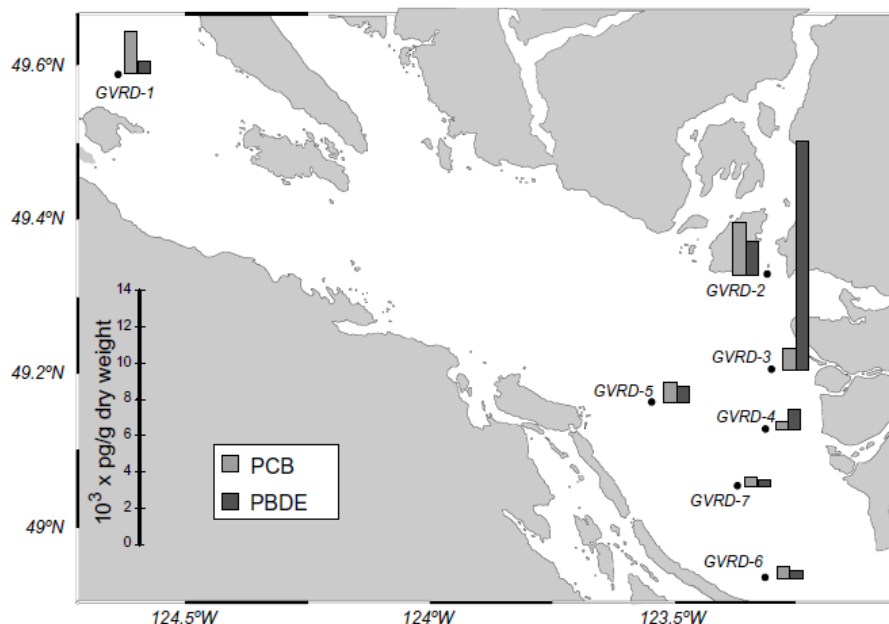 49.6ºN
GVRD-1
49.4ºN
GVRD-2
14
12
10
8
6
4
2
0
10³ x pg/g dry weight
GVRD-3
49.2ºN
GVRD-5
GVRD-4
PCB
PBDE
GVRD-7
49ºN
GVRD-6
124.5ºW
124ºW
123.5ºW